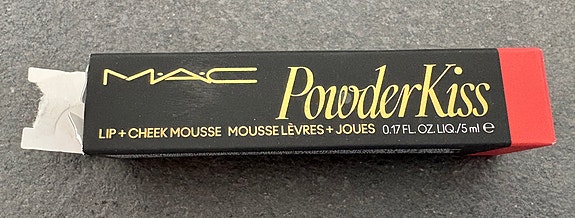 M·A·C PowderKiss
LIP + CHEEK MOUSSE MOUSSE LÈVRES + JOUES 0.17 FL. OZ. LIQ./5 ml ℮